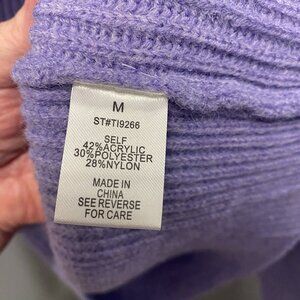 M
ST#TI9266
SELF
42%ACRYLIC
30%POLYESTER
28%NYLON
MADE IN
CHINA
SEE REVERSE
FOR CARE